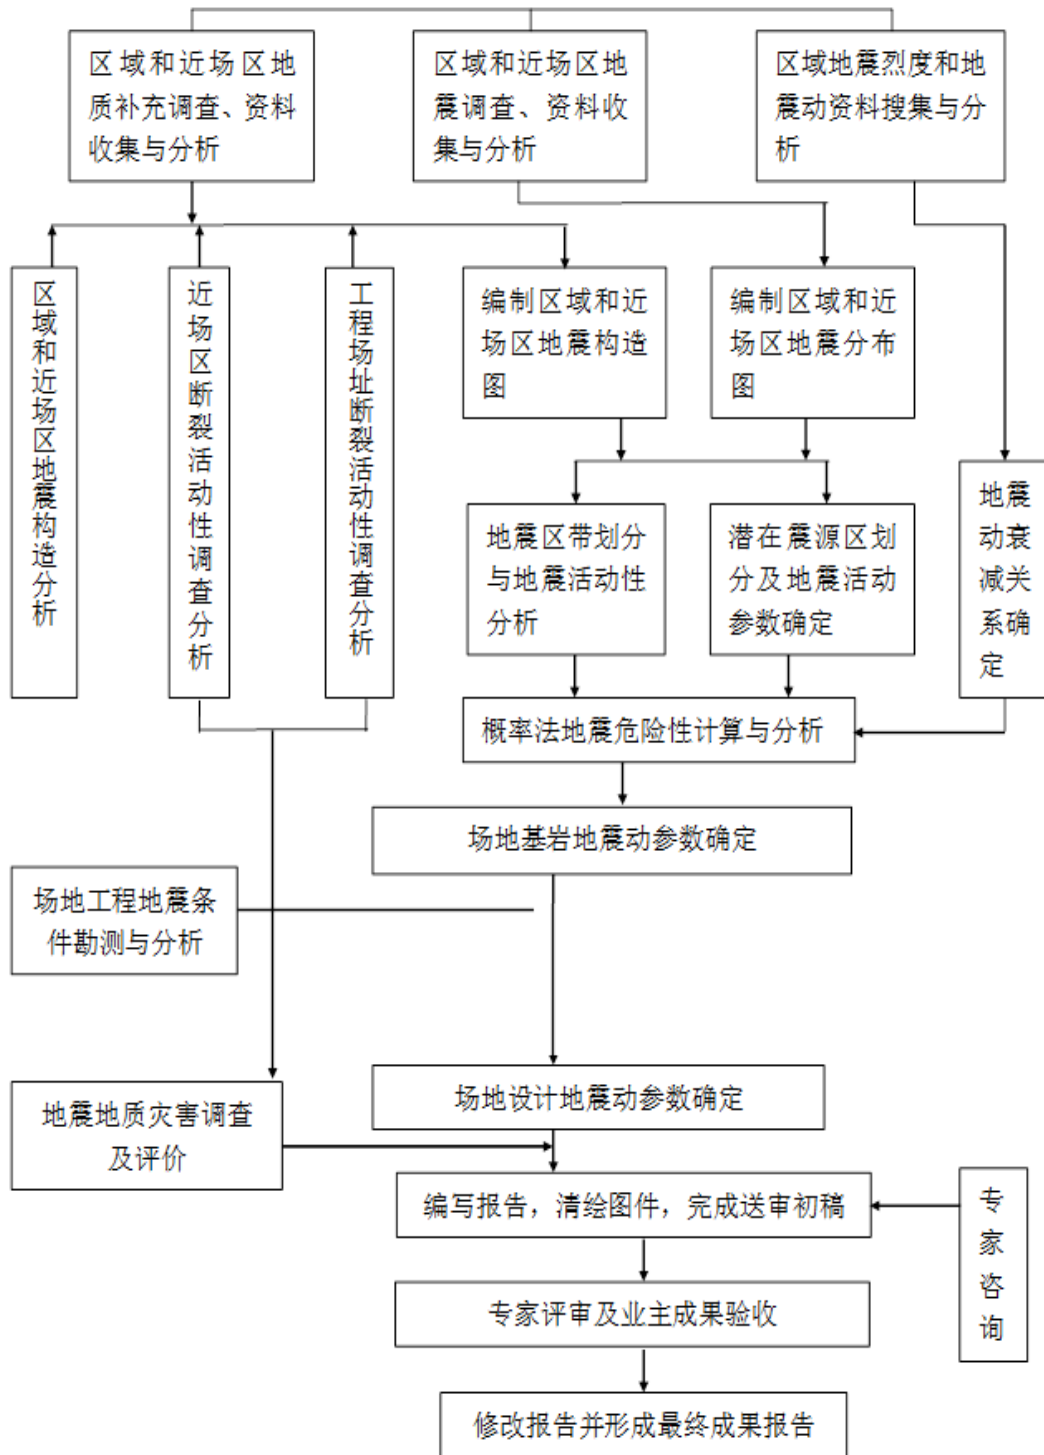 区域和近场区地
质补充调查、资料
收集与分析
区域和近场区地
震调查、资料收
集与分析
区域地震烈度和地
震动资料搜集与分
析
区域和近场区地震构造分析
近场区断裂活动性调查分析
工程场址断裂活动性调查分析
编制区域和近
场区地震构造
图
编制区域和近
场区地震分布
图
地震区带划分
与地震活动性
分析
潜在震源区划
分及地震活动
参数确定
地震
动衰
减关
系确
定
概率法地震危险性计算与分析
场地基岩地震动参数确定
场地工程地震条
件勘测与分析
场地设计地震动参数确定
地震地质灾害调查
及评价
编写报告，清绘图件，完成送审初稿
专家咨询
专家评审及业主成果验收
修改报告并形成最终成果报告